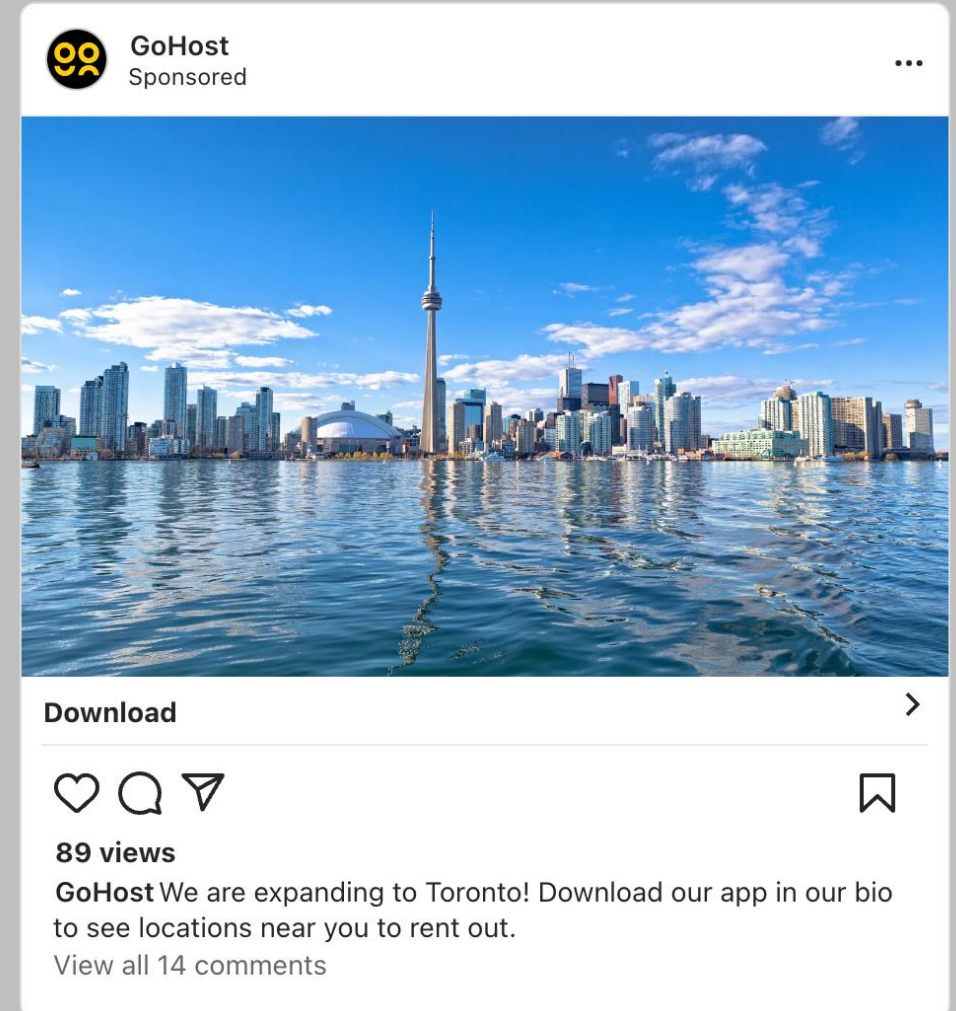 GoHost
Sponsored
Download
89 views
GoHost We are expanding to Toronto! Download our app in our bio
to see locations near you to rent out.
View all 14 comments